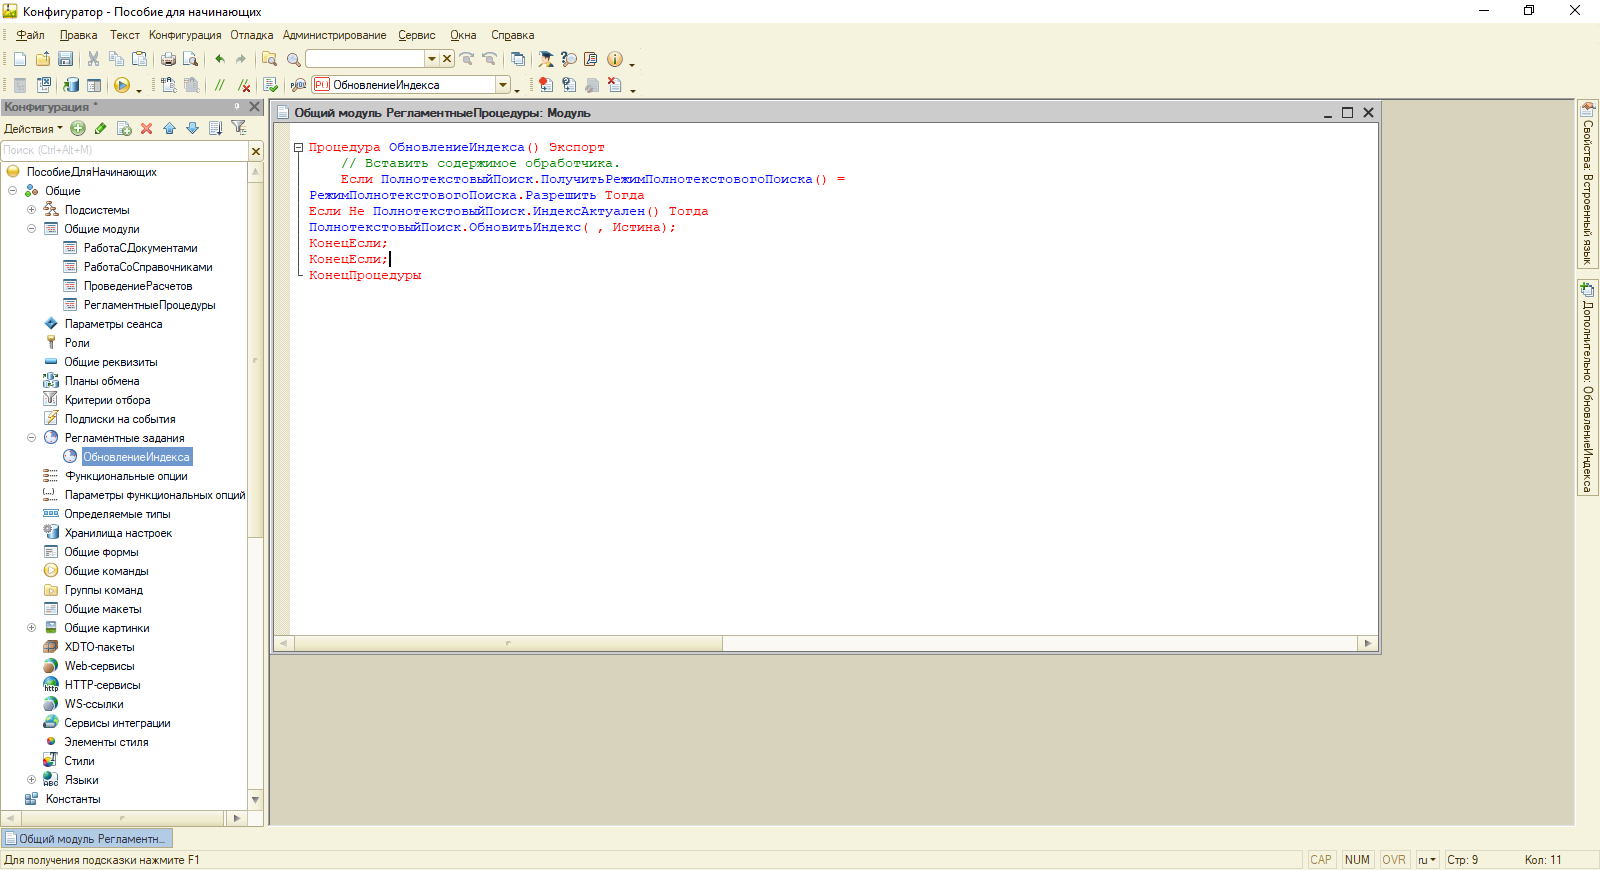 Конфигуратор - Пособие для начинающих
Файл Правка Текст Конфигурация Отладка Администрирование Сервис Окна Справка
ОбновлениеИндекса
Конфигурация *
Действия
Поиск (Ctrl+Alt+M)
ПособиеДляНачинающих
Общие
Подсистемы
Общие модули
РаботаСДокументами
РаботаСоСправочниками
ПроведениеРасчетов
РегламентныеПроцедуры
Параметры сеанса
Роли
Общие реквизиты
Планы обмена
Критерии отбора
Подписки на события
Регламентные задания
ОбновлениеИндекса
Функциональные опции
Параметры функциональных опций
Определяемые типы
Хранилища настроек
Общие формы
Общие команды
Группы команд
Общие макеты
Общие картинки
XDTO-пакеты
Web-сервисы
HTTP-сервисы
WS-ссылки
Сервисы интеграции
Элементы стиля
Стили
Языки
Константы
Общий модуль РегламентныеПроцедуры: Модуль
Процедура ОбновлениеИндекса() Экспорт
// Вставить содержимое обработчика.
Если ПолнотекстовыйПоиск.ПолучитьРежимПолнотекстовогоПоиска() =
РежимПолнотекстовогоПоиска.Разрешить Тогда
Если Не ПолнотекстовыйПоиск.ИндексАктуален() Тогда
ПолнотекстовыйПоиск.ОбновитьИндекс( , Истина);
КонецЕсли;
КонецЕсли;
КонецПроцедуры
Свойства: Встроенный язык
Дополнительно: ОбновлениеИндекса
Общий модуль Регламентн...
Для получения подсказки нажмите F1
CAP NUM OVR ru Стр: 9 Кол: 11